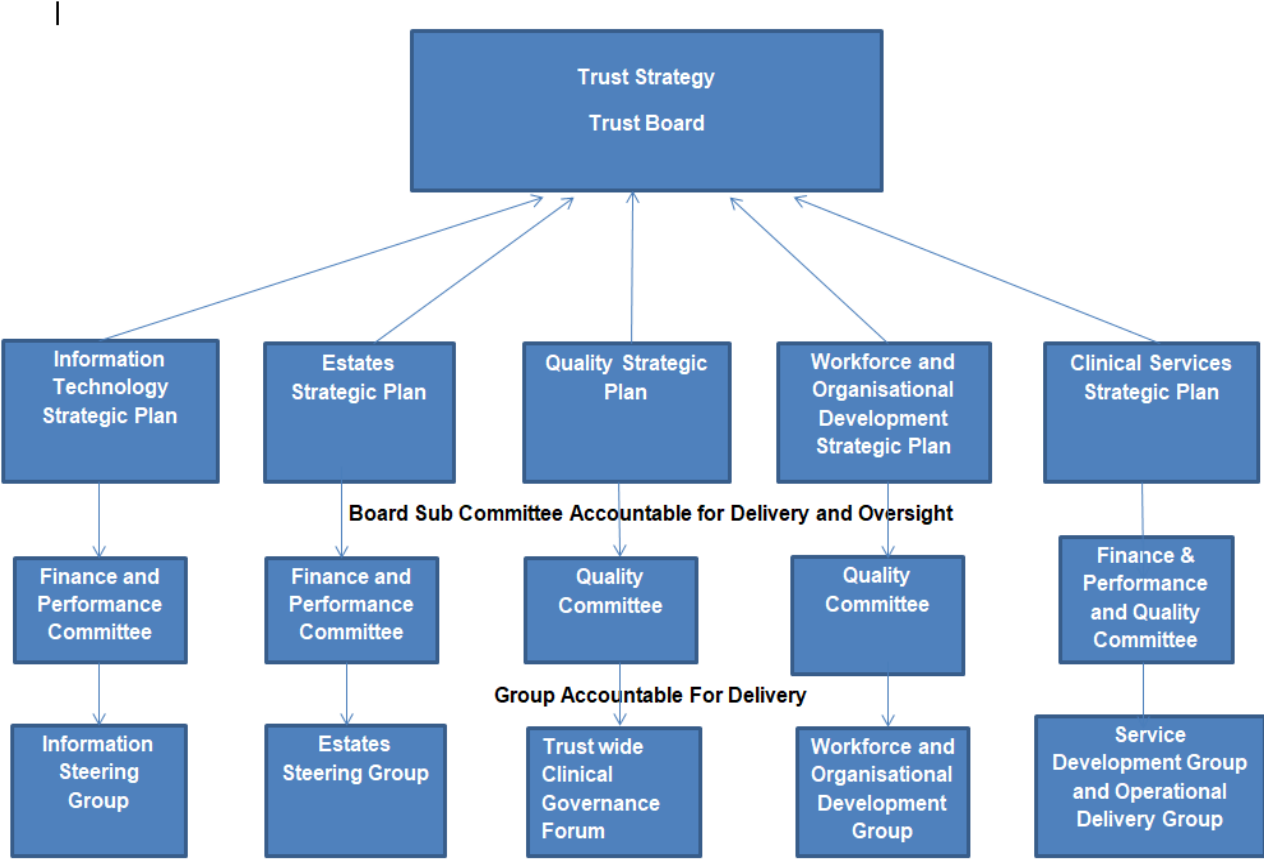 Trust Strategy
Trust Board
Information
Technology
Strategic Plan
Estates
Strategic Plan
Quality Strategic
Plan
Workforce and
Organisational
Development
Strategic Plan
Clinical Services
Strategic Plan
Board Sub Committee Accountable for Delivery and Oversight
Finance and
Performance
Committee
Finance and
Performance
Committee
Quality
Committee
Quality
Committee
Finance &
Performance
and Quality
Committee
Group Accountable For Delivery
Information
Steering
Group
Estates
Steering Group
Trust wide
Clinical
Governance
Forum
Workforce and
Organisational
Development
Group
Service
Development Group
and Operational
Delivery Group